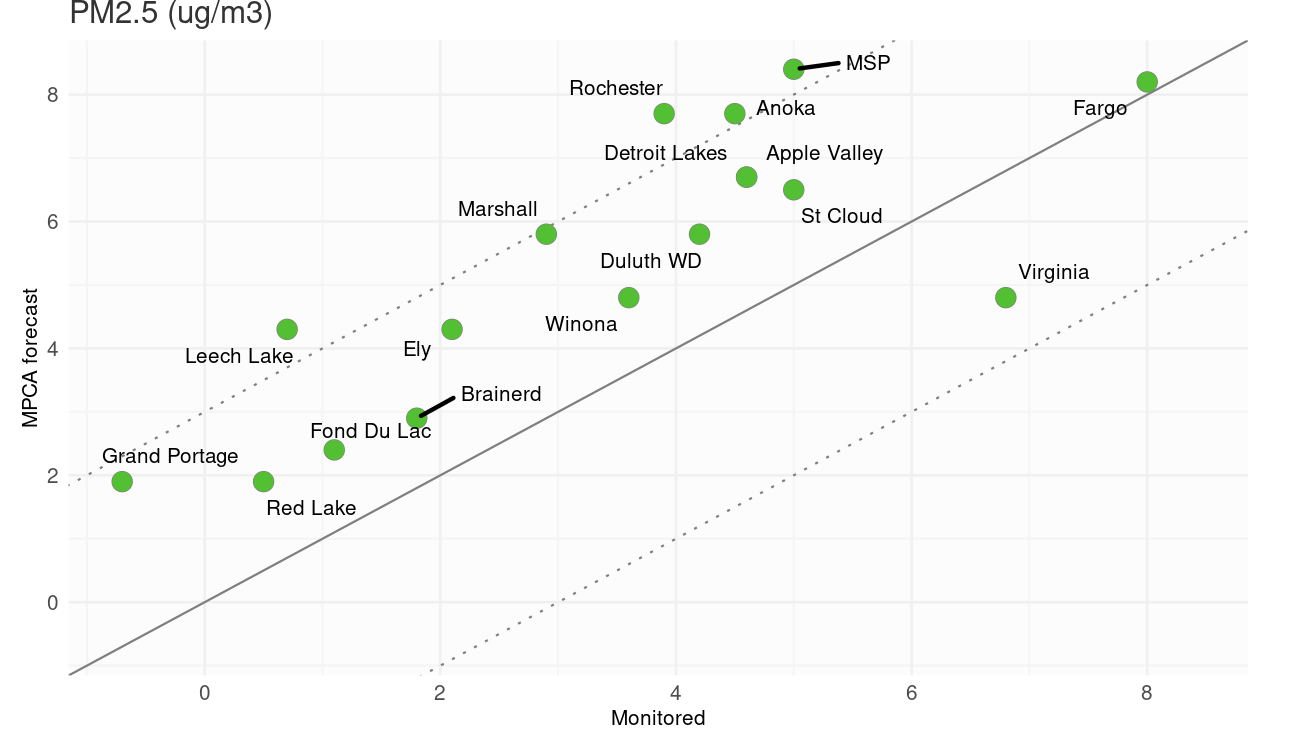 PM2.5 (ug/m3)
MSP
Rochester
Anoka
Fargo
Detroit Lakes
Apple Valley
Marshall
St Cloud
Duluth WD
Virginia
Winona
Leech Lake
Ely
Brainerd
Fond Du Lac
Grand Portage
Red Lake
8
6
4
2
0
MPCA forecast
0
2
4
6
8
Monitored